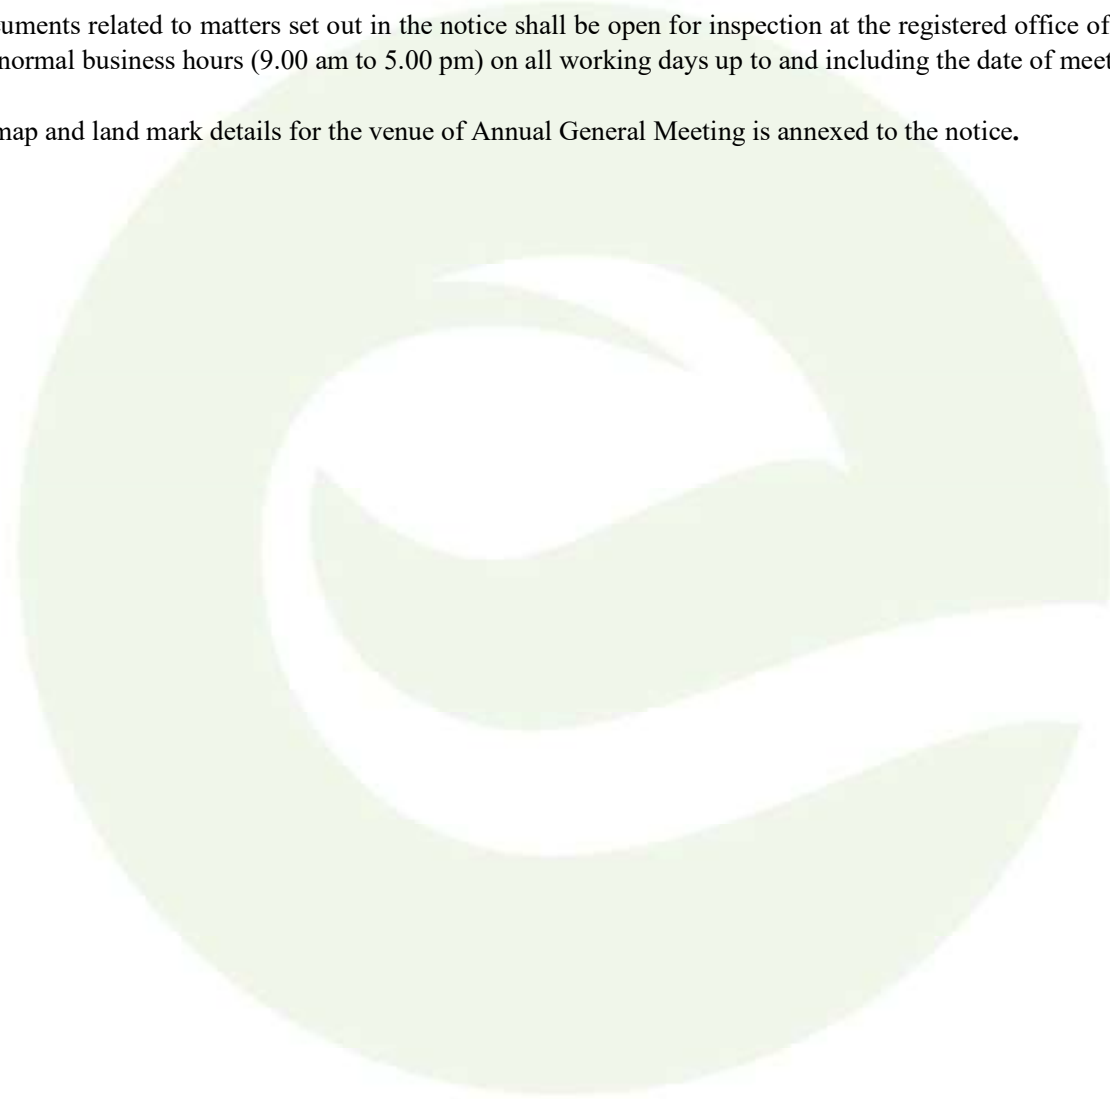 uments related to matters set out in the notice shall be open for inspection at the registered office of
normal business hours (9.00 am to 5.00 pm) on all working days up to and including the date of meet
map and land mark details for the venue of Annual General Meeting is annexed to the notice.